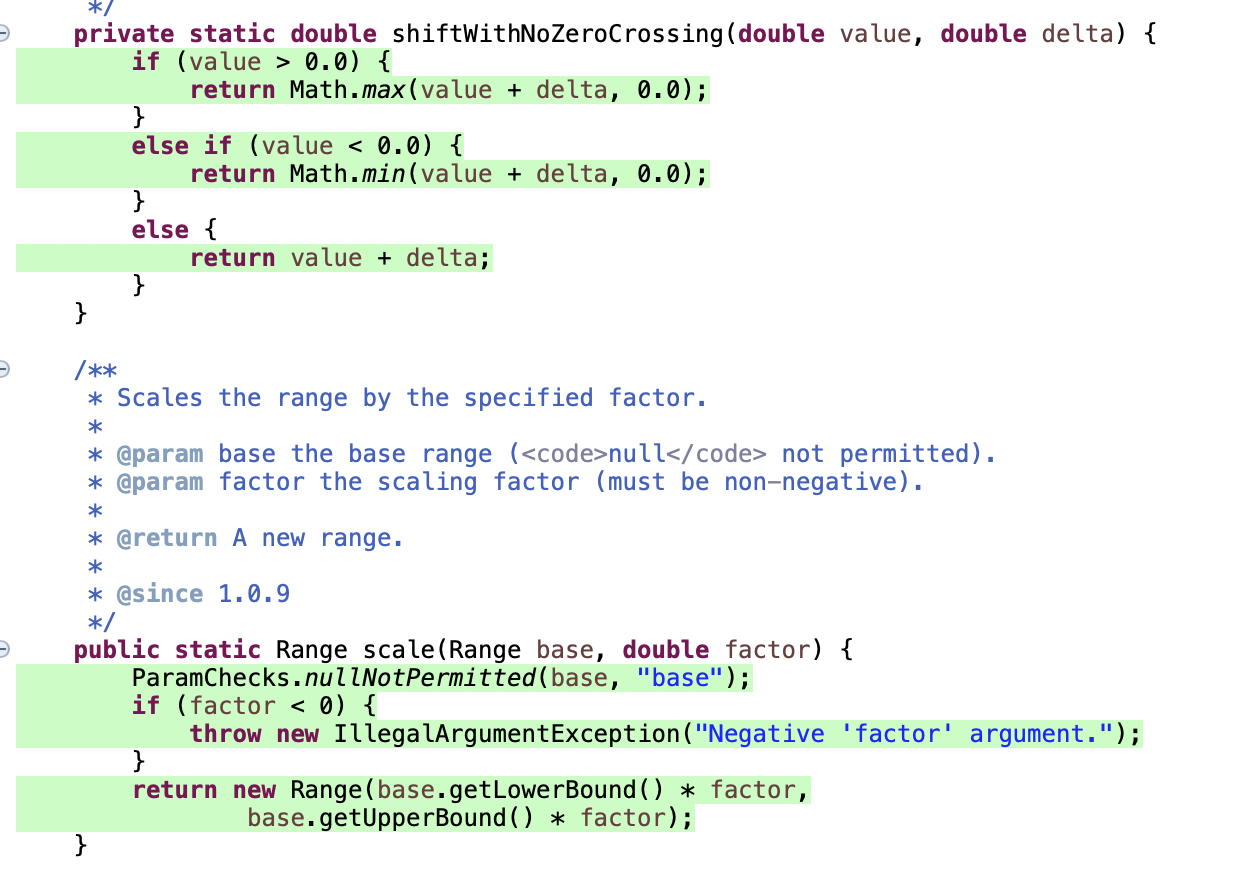 */
private static double shiftWithNoZeroCrossing(double value, double delta) {
if (value > 0.0) {
return Math.max(value + delta, 0.0);
}
else if (value < 0.0) {
return Math.min(value + delta, 0.0);
}
else {
return value + delta;
}
}
/**
* Scales the range by the specified factor.
*
* @param base the base range (<code>null</code> not permitted).
* @param factor the scaling factor (must be non-negative).
*
* @return A new range.
*
* @since 1.0.9
*/
public static Range scale(Range base, double factor) {
ParamChecks.nullNotPermitted(base, "base");
if (factor < 0) {
throw new IllegalArgumentException("Negative 'factor' argument.");
}
return new Range(base.getLowerBound() * factor,
base.getUpperBound() * factor);
}